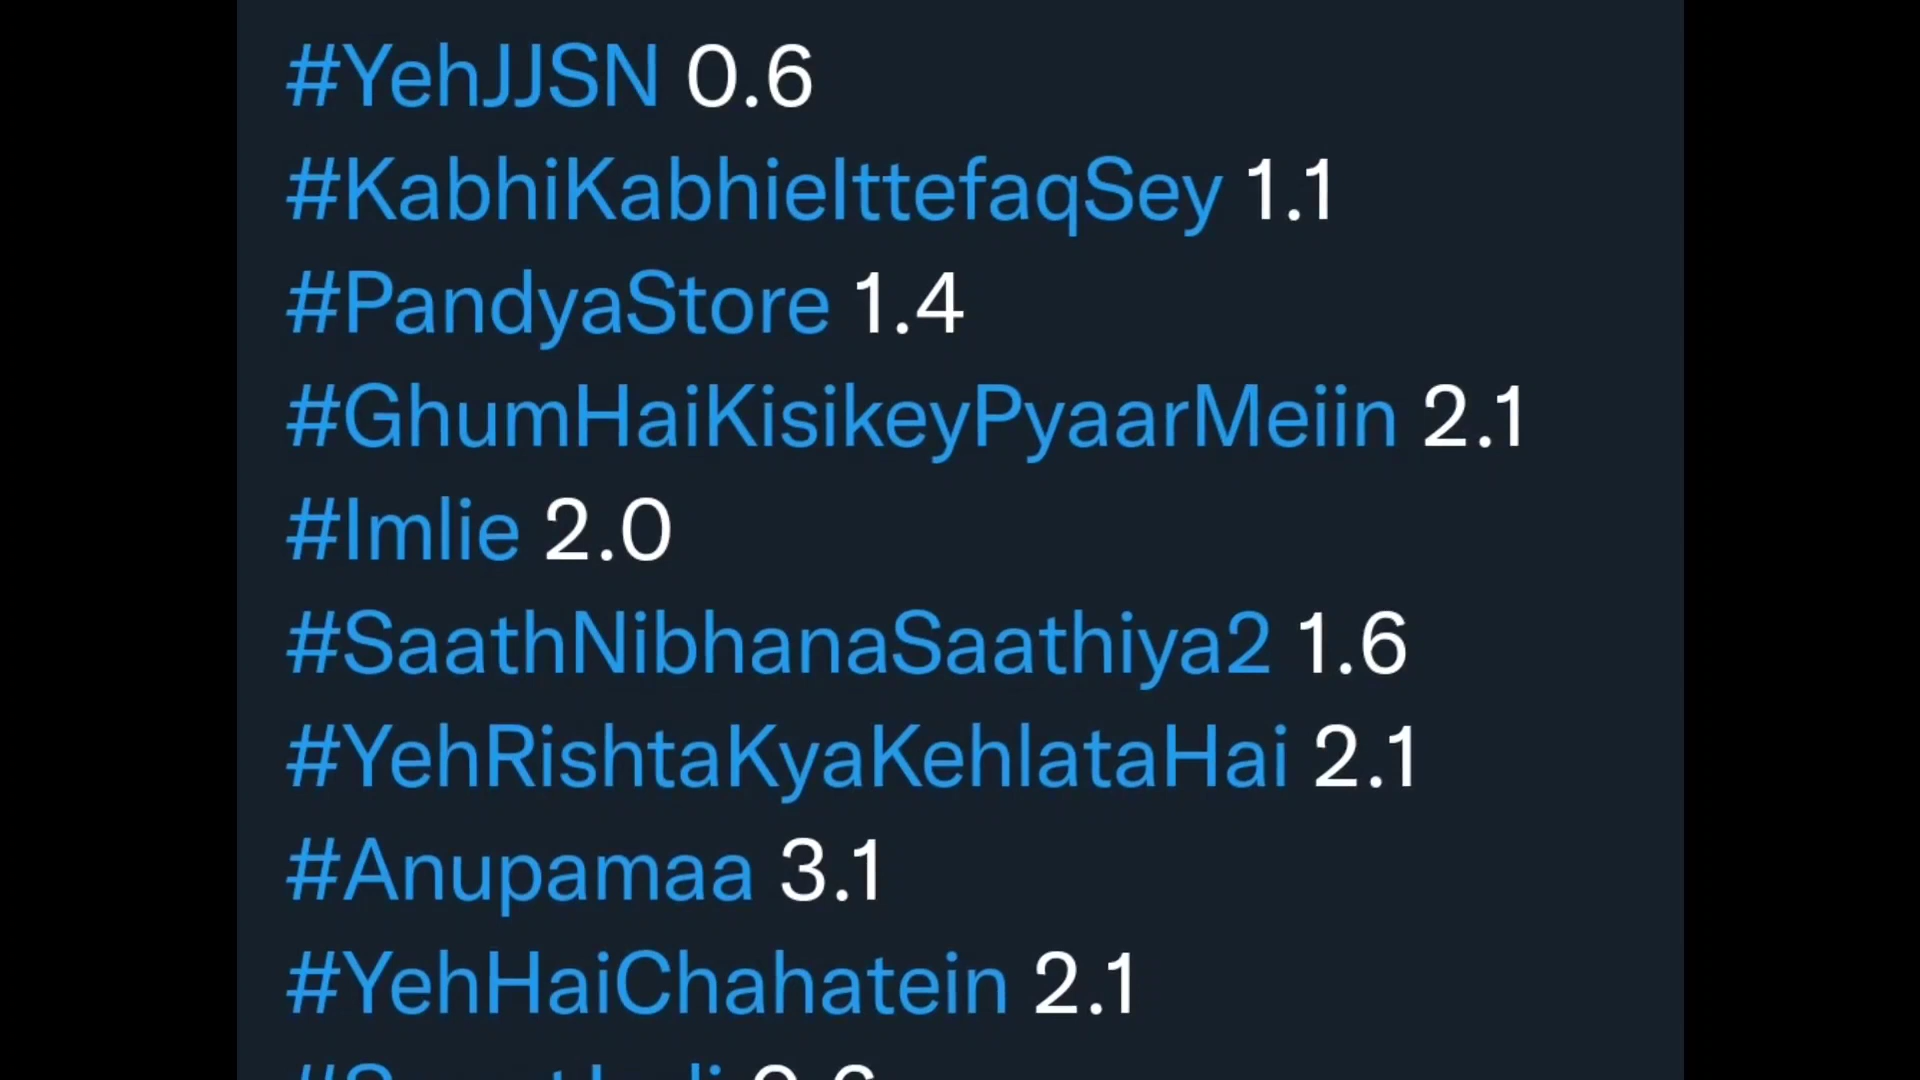 #YehJJSN 0.6
#KabhiKabhieIttefaqSey 1.1
#PandyaStore 1.4
#GhumHaiKisikeyPyaarMeiin 2.1
#Imlie 2.0
#SaathNibhanaSaathiya2 1.6
#YehRishtaKyaKehlataHai 2.1
#Anupamaa 3.1
#YehHaiChahatein 2.1